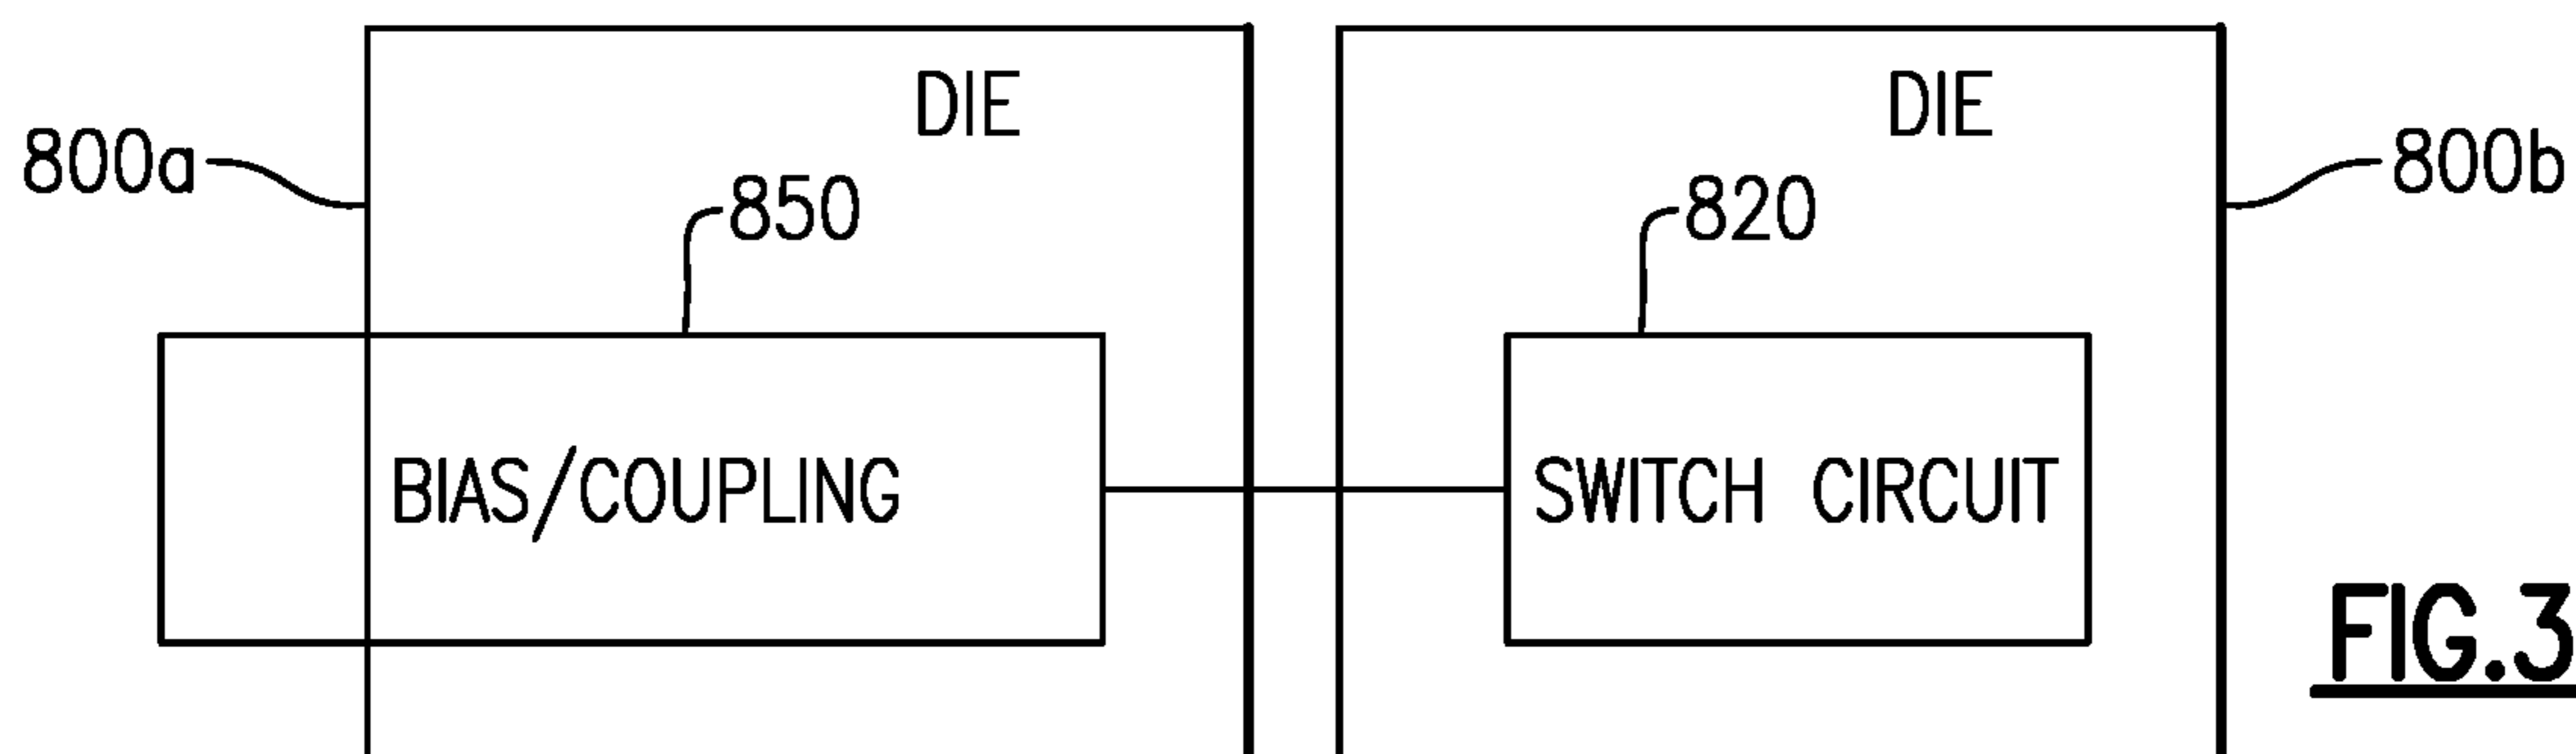 DIE
DIE
800a
800b
850
820
BIAS/COUPLING
SWITCH CIRCUIT
FIG.3